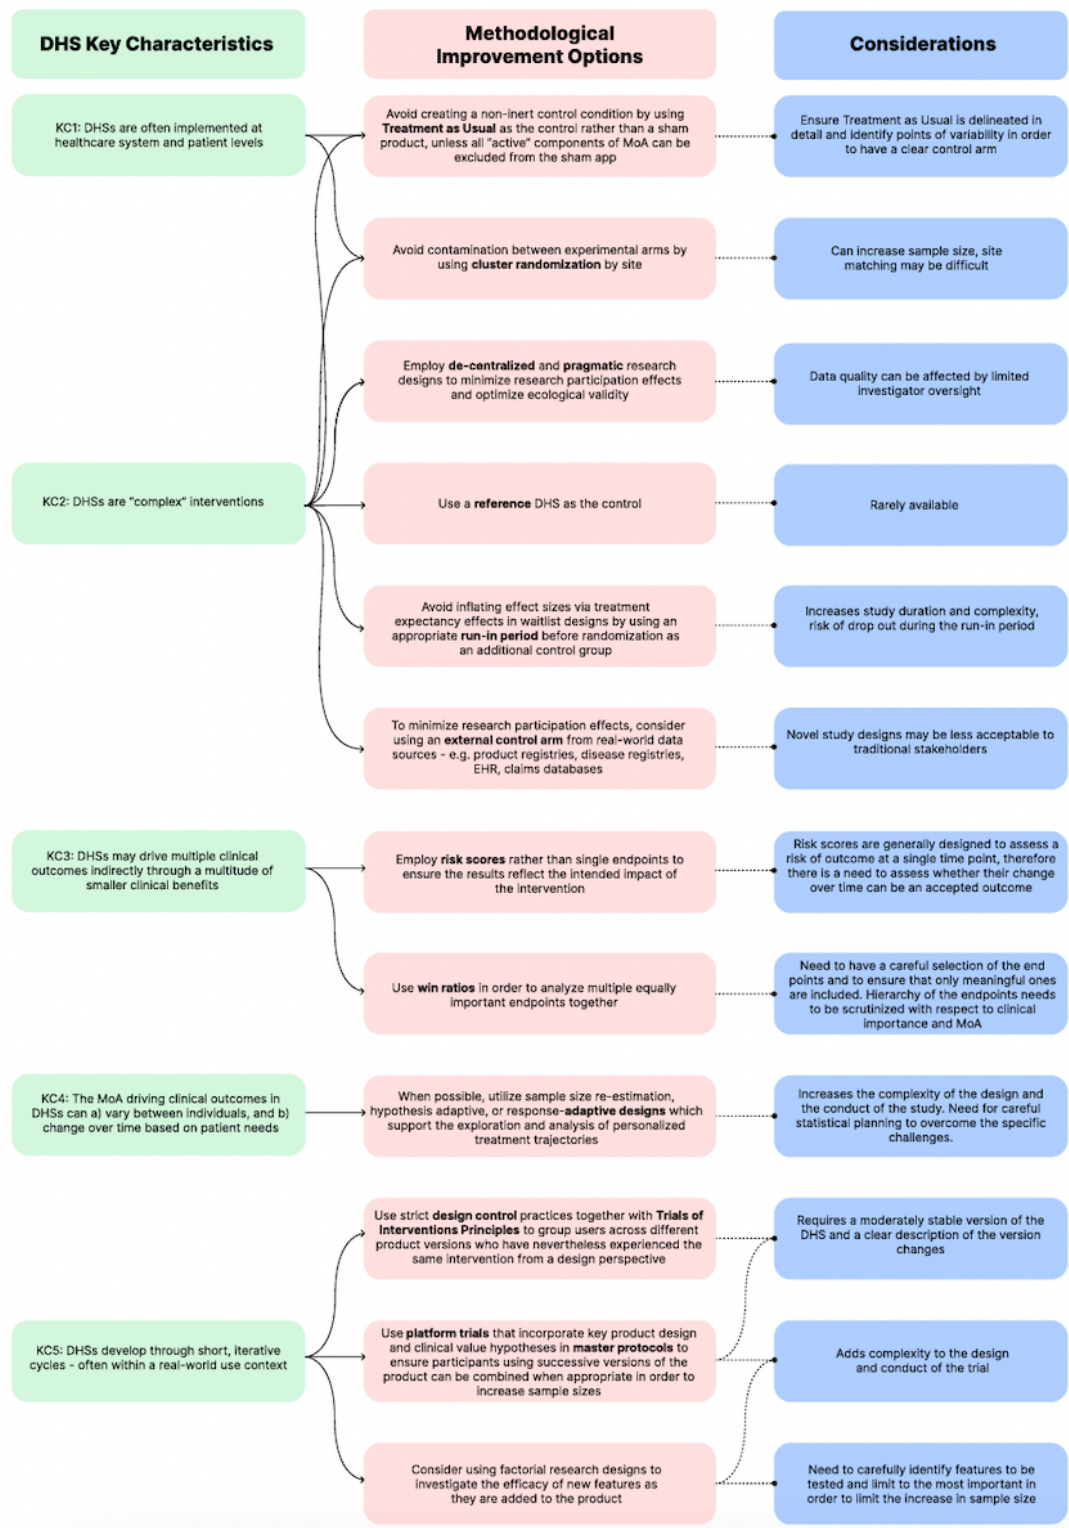 DHS Key Characteristics
Methodological
Improvement Options
Considerations
KC1: DHSs are often implemented at
healthcare system and patient levels
Avoid creating a non-inert control condition by using
Treatment as Usual as the control rather than a sham
product, unless all "active" components of MoA can be
excluded from the sham app
Ensure Treatment as Usual is delineated in
detail and identify points of variability in order
to have a clear control arm
Avoid contamination between experimental arms by
using cluster randomization by site
Can increase sample size, site
matching may be difficult
Employ de-centralized and pragmatic research
designs to minimize research participation effects
and optimize ecological validity
Data quality can be affected by limited
investigator oversight
KC2: DHSs are "complex" interventions
Use a reference DHS as the control
Rarely available
Avoid inflating effect sizes via treatment
expectancy effects in waitlist designs by using an
appropriate run-in period before randomization as
an additional control group
Increases study duration and complexity,
risk of drop out during the run-in period
To minimize research participation effects, consider
using an external control arm from real-world data
sources - e.g. product registries, disease registries,
EHR, claims databases
Novel study designs may be less acceptable to
traditional stakeholders
KC3: DHSs may drive multiple clinical
outcomes indirectly through a multitude of
smaller clinical benefits
Employ risk scores rather than single endpoints to
ensure the results reflect the intended impact of
the intervention
Risk scores are generally designed to assess a
risk of outcome at a single time point, therefore
there is a need to assess whether their change
over time can be an accepted outcome
Use win ratios in order to analyze multiple equally
important endpoints together
Need to have a careful selection of the end
points and to ensure that only meaningful ones
are included. Hierarchy of the endpoints needs
to be scrutinized with respect to clinical
importance and MoA
KC4: The MoA driving clinical outcomes in
DHSs can a) vary between individuals, and b)
change over time based on patient needs
When possible, utilize sample size re-estimation,
hypothesis adaptive, or response-adaptive designs which
support the exploration and analysis of personalized
treatment trajectories
Increases the complexity of the design and
the conduct of the study. Need for careful
statistical planning to overcome the specific
challenges.
Use strict design control practices together with Trials of
Interventions Principles to group users across different
product versions who have nevertheless experienced the
same intervention from a design perspective
Requires a moderately stable version of the
DHS and a clear description of the version
changes
KC5: DHSs develop through short, iterative
cycles - often within a real-world use context
Use platform trials that incorporate key product design
and clinical value hypotheses in master protocols to
ensure participants using successive versions of the
product can be combined when appropriate in order to
increase sample sizes
Adds complexity to the design
and conduct of the trial
Consider using factorial research designs to
investigate the efficacy of new features as
they are added to the product
Need to carefully identify features to be
tested and limit to the most important in
order to limit the increase in sample size